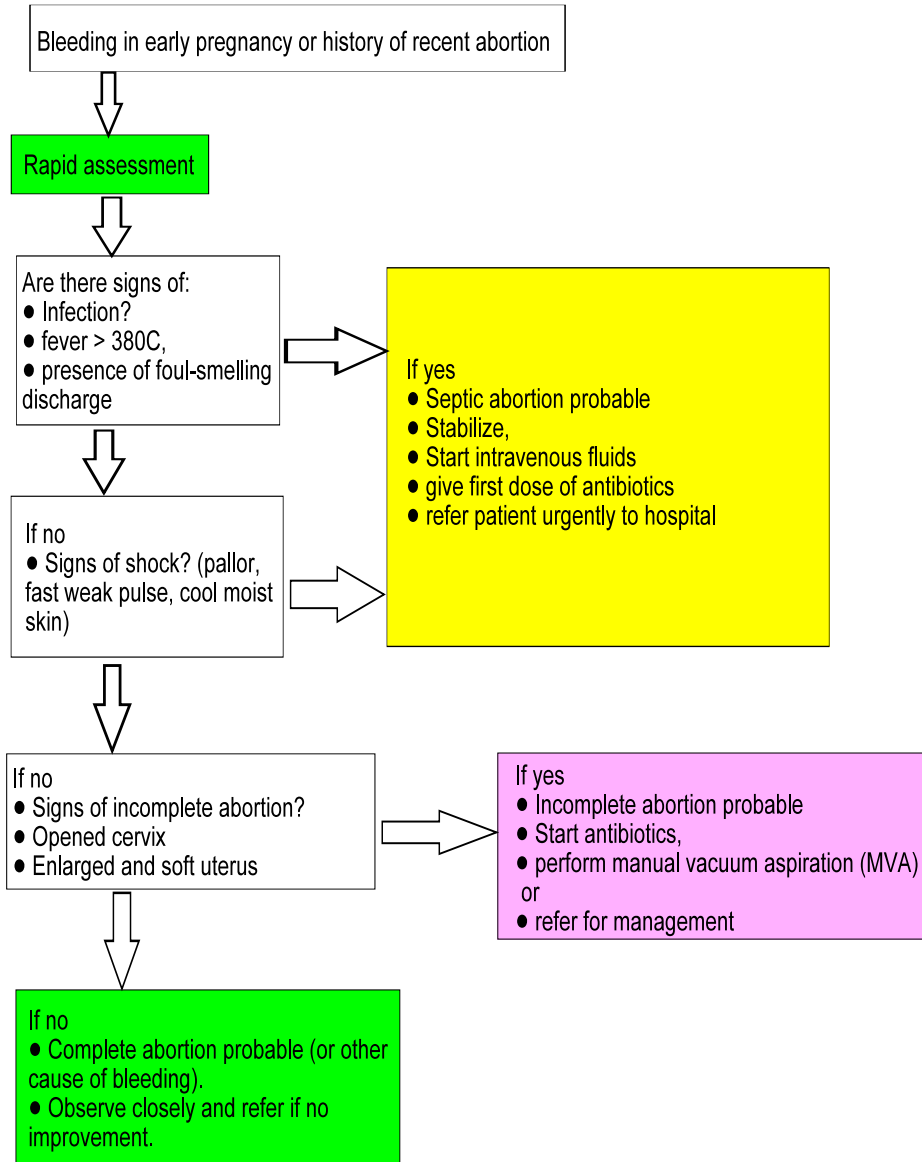 Bleeding in early pregnancy or history of recent abortion
Rapid assessment
Are there signs of:
● Infection?
● fever > 380C,
● presence of foul-smelling
discharge
If yes
● Septic abortion probable
● Stabilize,
● Start intravenous fluids
● give first dose of antibiotics
● refer patient urgently to hospital
If no
● Signs of shock? (pallor,
fast weak pulse, cool moist
skin)
If no
● Signs of incomplete abortion?
● Opened cervix
● Enlarged and soft uterus
If yes
● Incomplete abortion probable
● Start antibiotics,
● perform manual vacuum aspiration (MVA)
or
● refer for management
If no
● Complete abortion probable (or other
cause of bleeding).
● Observe closely and refer if no
improvement.